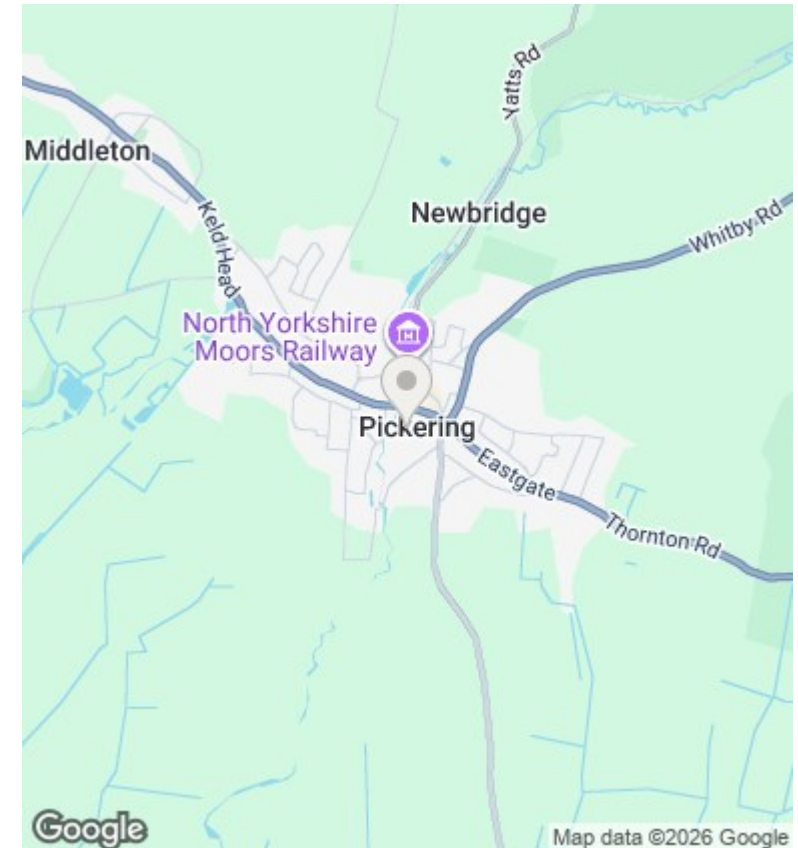 Yatts Rd
Middleton
Newbridge
Whitby Rd
Keld Head
North Yorkshire
Moors Railway
Pickering
Eastgate
Thornton Rd
Google
Map data ©2026 Google